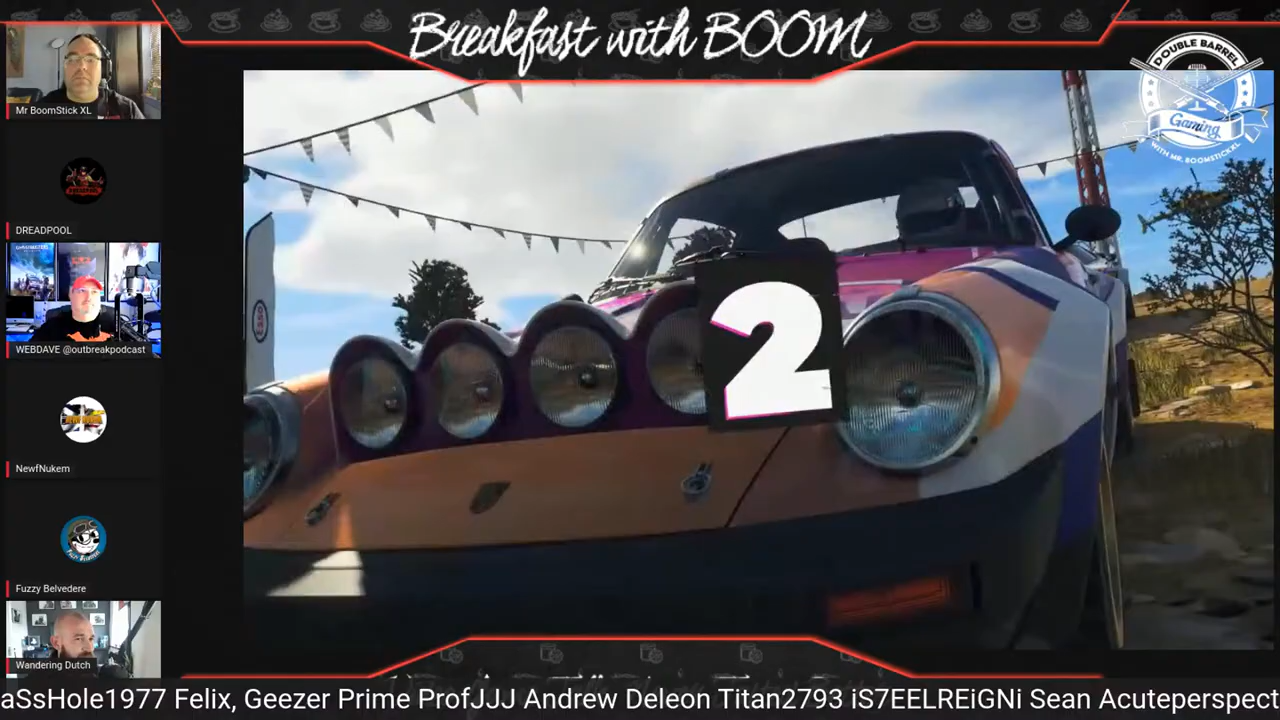 Breakfast with BOOM
DOUBLE BARREL
Gaming
WITH MR. BOOMSTICKXL
Mr BoomStick XL
DREADPOOL
WEBDAVE @outbreakpodcast
NewfNukem
Fuzzy Belvedere
Wandering Dutch
2
aSsHole1977 Felix, Geezer Prime ProfJJJ Andrew Deleon Titan2793 iS7EELREiGNi Sean Acuteperspect